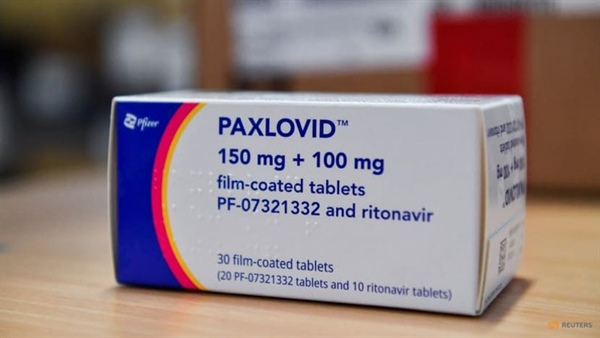 Pfizer
PAXLOVID™
150 mg + 100 mg
film-coated tablets
PF-07321332 and ritonavir
30 film-coated tablets
(20 PF-07321332 tablets and 10 ritonavir tablets)
REUTERS